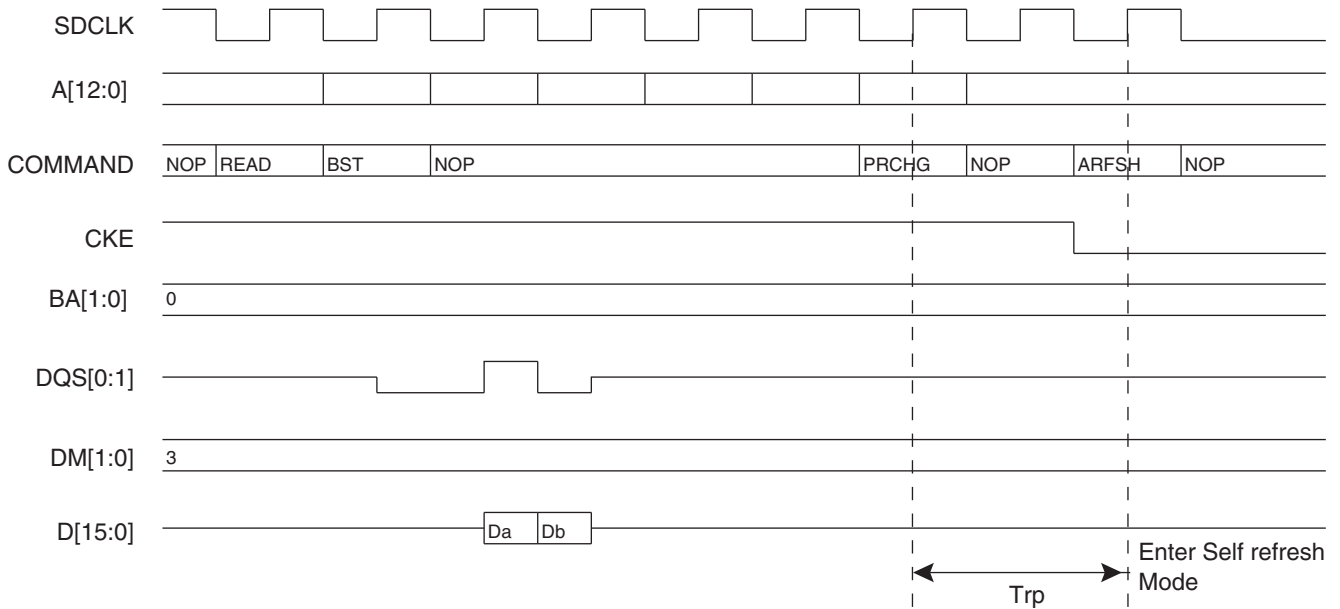 SDCLK
A[12:0]
COMMAND NOP READ BST NOP PRCHG NOP ARFSH NOP
CKE
BA[1:0] 0
DQS[0:1]
DM[1:0] 3
D[15:0] Da Db
Enter Self refresh
Mode
Trp